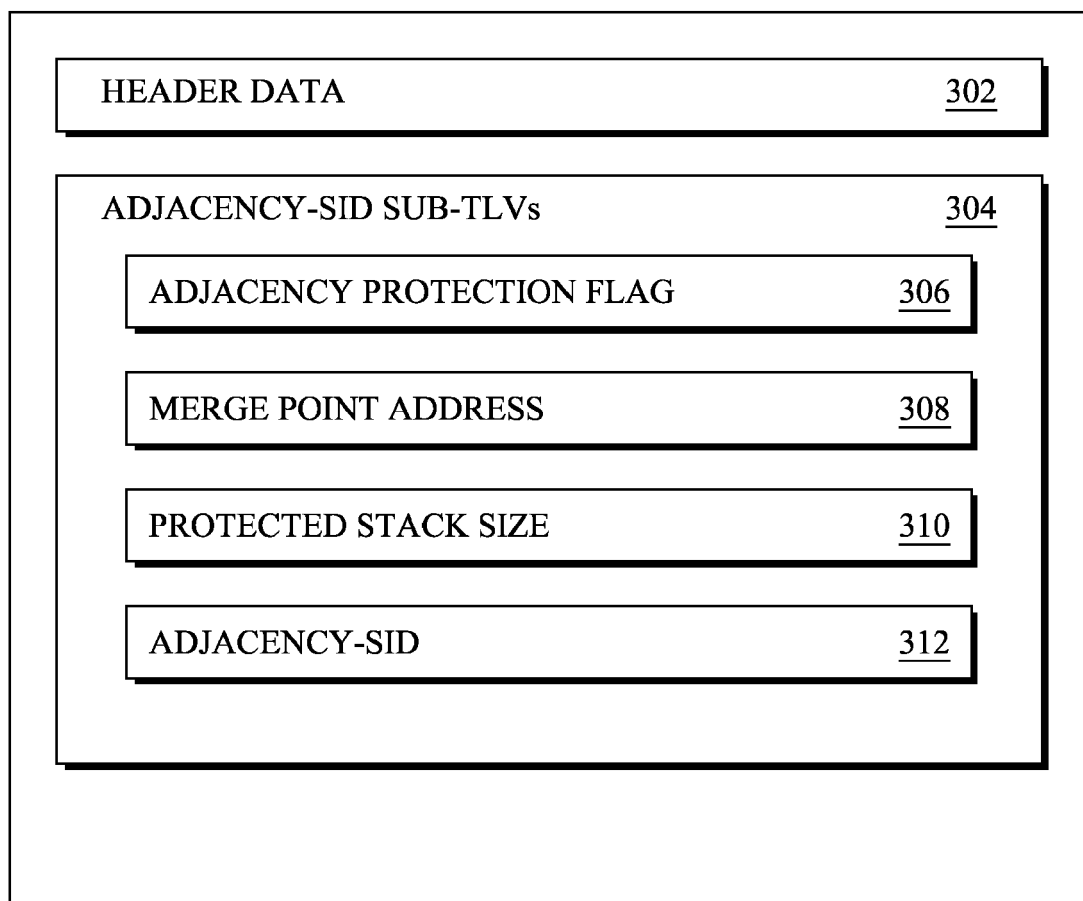 HEADER DATA 302
ADJACENCY-SID SUB-TLVs 304
ADJACENCY PROTECTION FLAG 306
MERGE POINT ADDRESS 308
PROTECTED STACK SIZE 310
ADJACENCY-SID 312